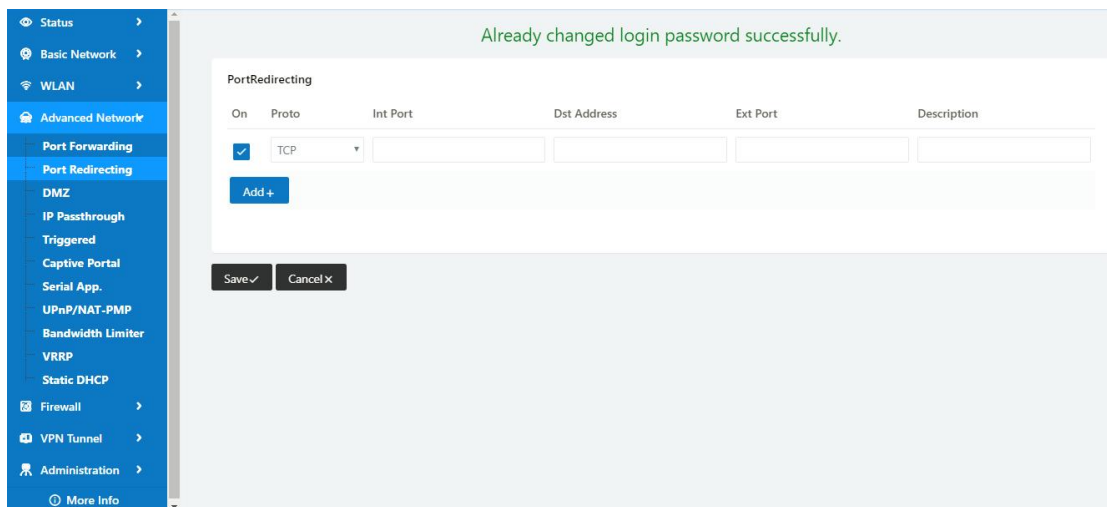 Status
Basic Network
WLAN
Advanced Network
Port Forwarding
Port Redirecting
DMZ
IP Passthrough
Triggered
Captive Portal
Serial App.
UPnP/NAT-PMP
Bandwidth Limiter
VRRP
Static DHCP
Firewall
VPN Tunnel
Administration
More Info
Already changed login password successfully.
PortRedirecting
On Proto Int Port Dst Address Ext Port Description
TCP
Add +
Save Cancel